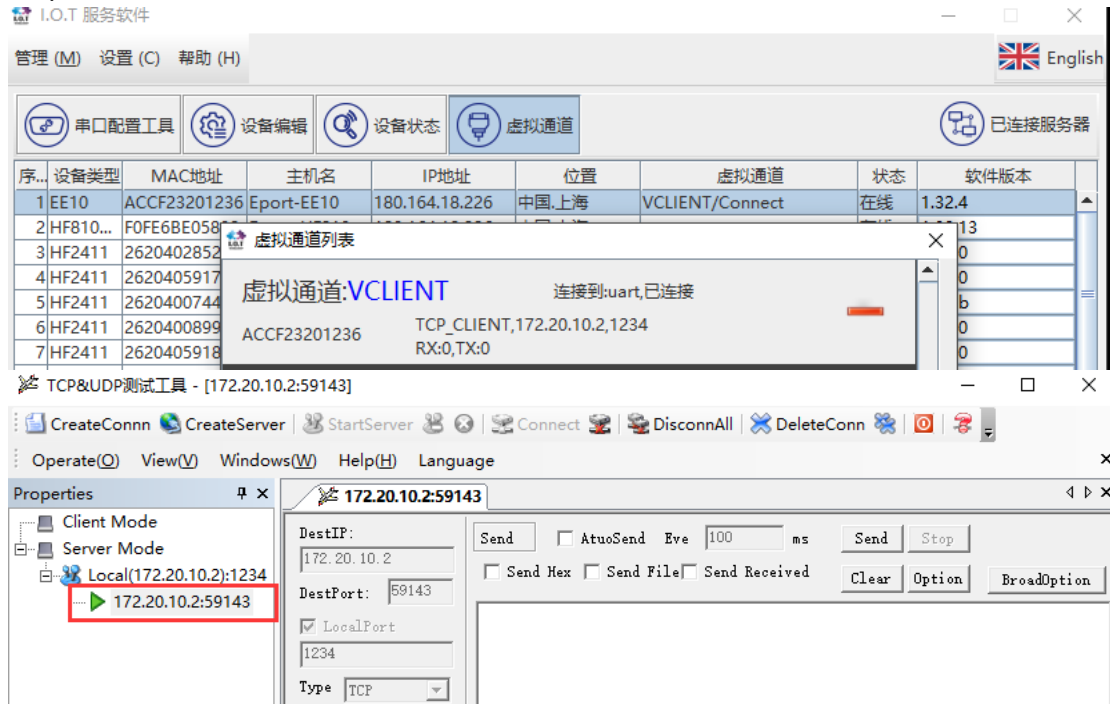 I.O.T 服务软件
管理 (M) 设置 (C) 帮助 (H) English
串口配置工具 设备编辑 设备状态 虚拟通道 已连接服务器
序... 设备类型 MAC地址 主机名 IP地址 位置 虚拟通道 状态 软件版本
1 EE10 ACCF23201236 Eport-EE10 180.164.18.226 中国.上海 VCLIENT/Connect 在线 1.32.4
2 HF810... F0FE6BE058 13
虚拟通道列表
3 HF2411 2620402852 0
4 HF2411 2620405917 0
虚拟通道:VCLIENT 连接到:uart,已连接
5 HF2411 2620400744 b
6 HF2411 2620400899 0
ACCF23201236 TCP_CLIENT,172.20.10.2,1234
RX:0,TX:0
7 HF2411 2620405918 0
TCP&UDP测试工具 - [172.20.10.2:59143]
CreateConnn CreateServer StartServer Connect DisconnAll DeleteConn
Operate(O) View(V) Windows(W) Help(H) Language
Properties
172.20.10.2:59143
Client Mode
Server Mode
Local(172.20.10.2):1234
172.20.10.2:59143
DestIP:
172.20.10.2
DestPort: 59143
LocalPort
1234
Type TCP
Send AtuoSend Eve 100 ms Send Stop
Send Hex Send File Send Received Clear Option BroadOption